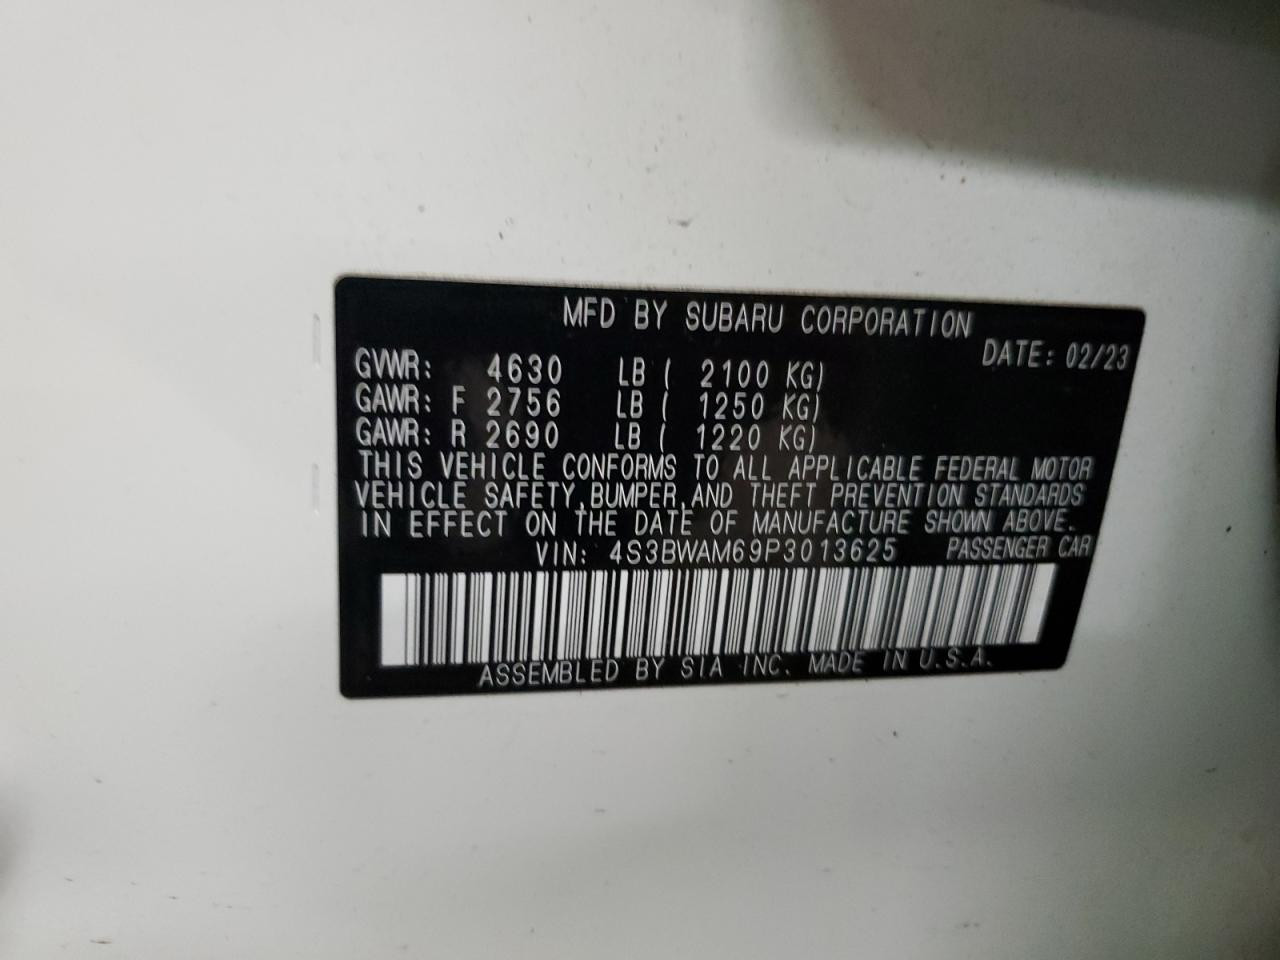 MFD BY SUBARU CORPORATION
DATE: 02/23
GVWR: 4630 LB ( 2100 KG)
GAWR: F 2756 LB ( 1250 KG)
GAWR: R 2690 LB ( 1220 KG)
THIS VEHICLE CONFORMS TO ALL APPLICABLE FEDERAL MOTOR
VEHICLE SAFETY, BUMPER, AND THEFT PREVENTION STANDARDS
IN EFFECT ON THE DATE OF MANUFACTURE SHOWN ABOVE.
VIN: 4S3BWAM69P3013625 PASSENGER CAR
ASSEMBLED BY SIA INC. MADE IN U.S.A.